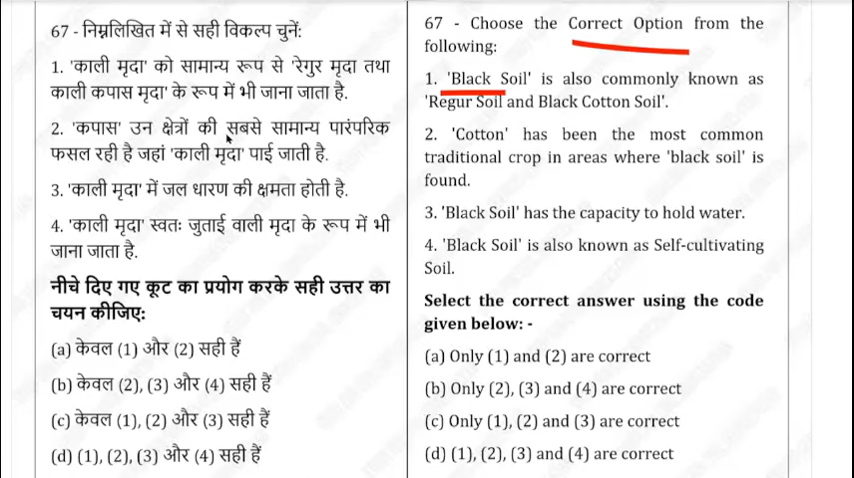 67 - निम्नलिखित में से सही विकल्प चुनें:
1. 'काली मृदा' को सामान्य रूप से 'रेगुर मृदा तथा
काली कपास मृदा' के रूप में भी जाना जाता है.
2. 'कपास' उन क्षेत्रों की सबसे सामान्य पारंपरिक
फसल रही है जहां 'काली मृदा' पाई जाती है.
3. 'काली मृदा' में जल धारण की क्षमता होती है.
4. 'काली मृदा' स्वतः जुताई वाली मृदा के रूप में भी
जाना जाता है.
नीचे दिए गए कूट का प्रयोग करके सही उत्तर का
चयन कीजिए:
(a) केवल (1) और (2) सही हैं
(b) केवल (2), (3) और (4) सही हैं
(c) केवल (1), (2) और (3) सही हैं
(d) (1), (2), (3) और (4) सही हैं
67 - Choose the Correct Option from the
following:
1. 'Black Soil' is also commonly known as
'Regur Soil and Black Cotton Soil'.
2. 'Cotton' has been the most common
traditional crop in areas where 'black soil' is
found.
3. 'Black Soil' has the capacity to hold water.
4. 'Black Soil' is also known as Self-cultivating
Soil.
Select the correct answer using the code
given below: -
(a) Only (1) and (2) are correct
(b) Only (2), (3) and (4) are correct
(c) Only (1), (2) and (3) are correct
(d) (1), (2), (3) and (4) are correct